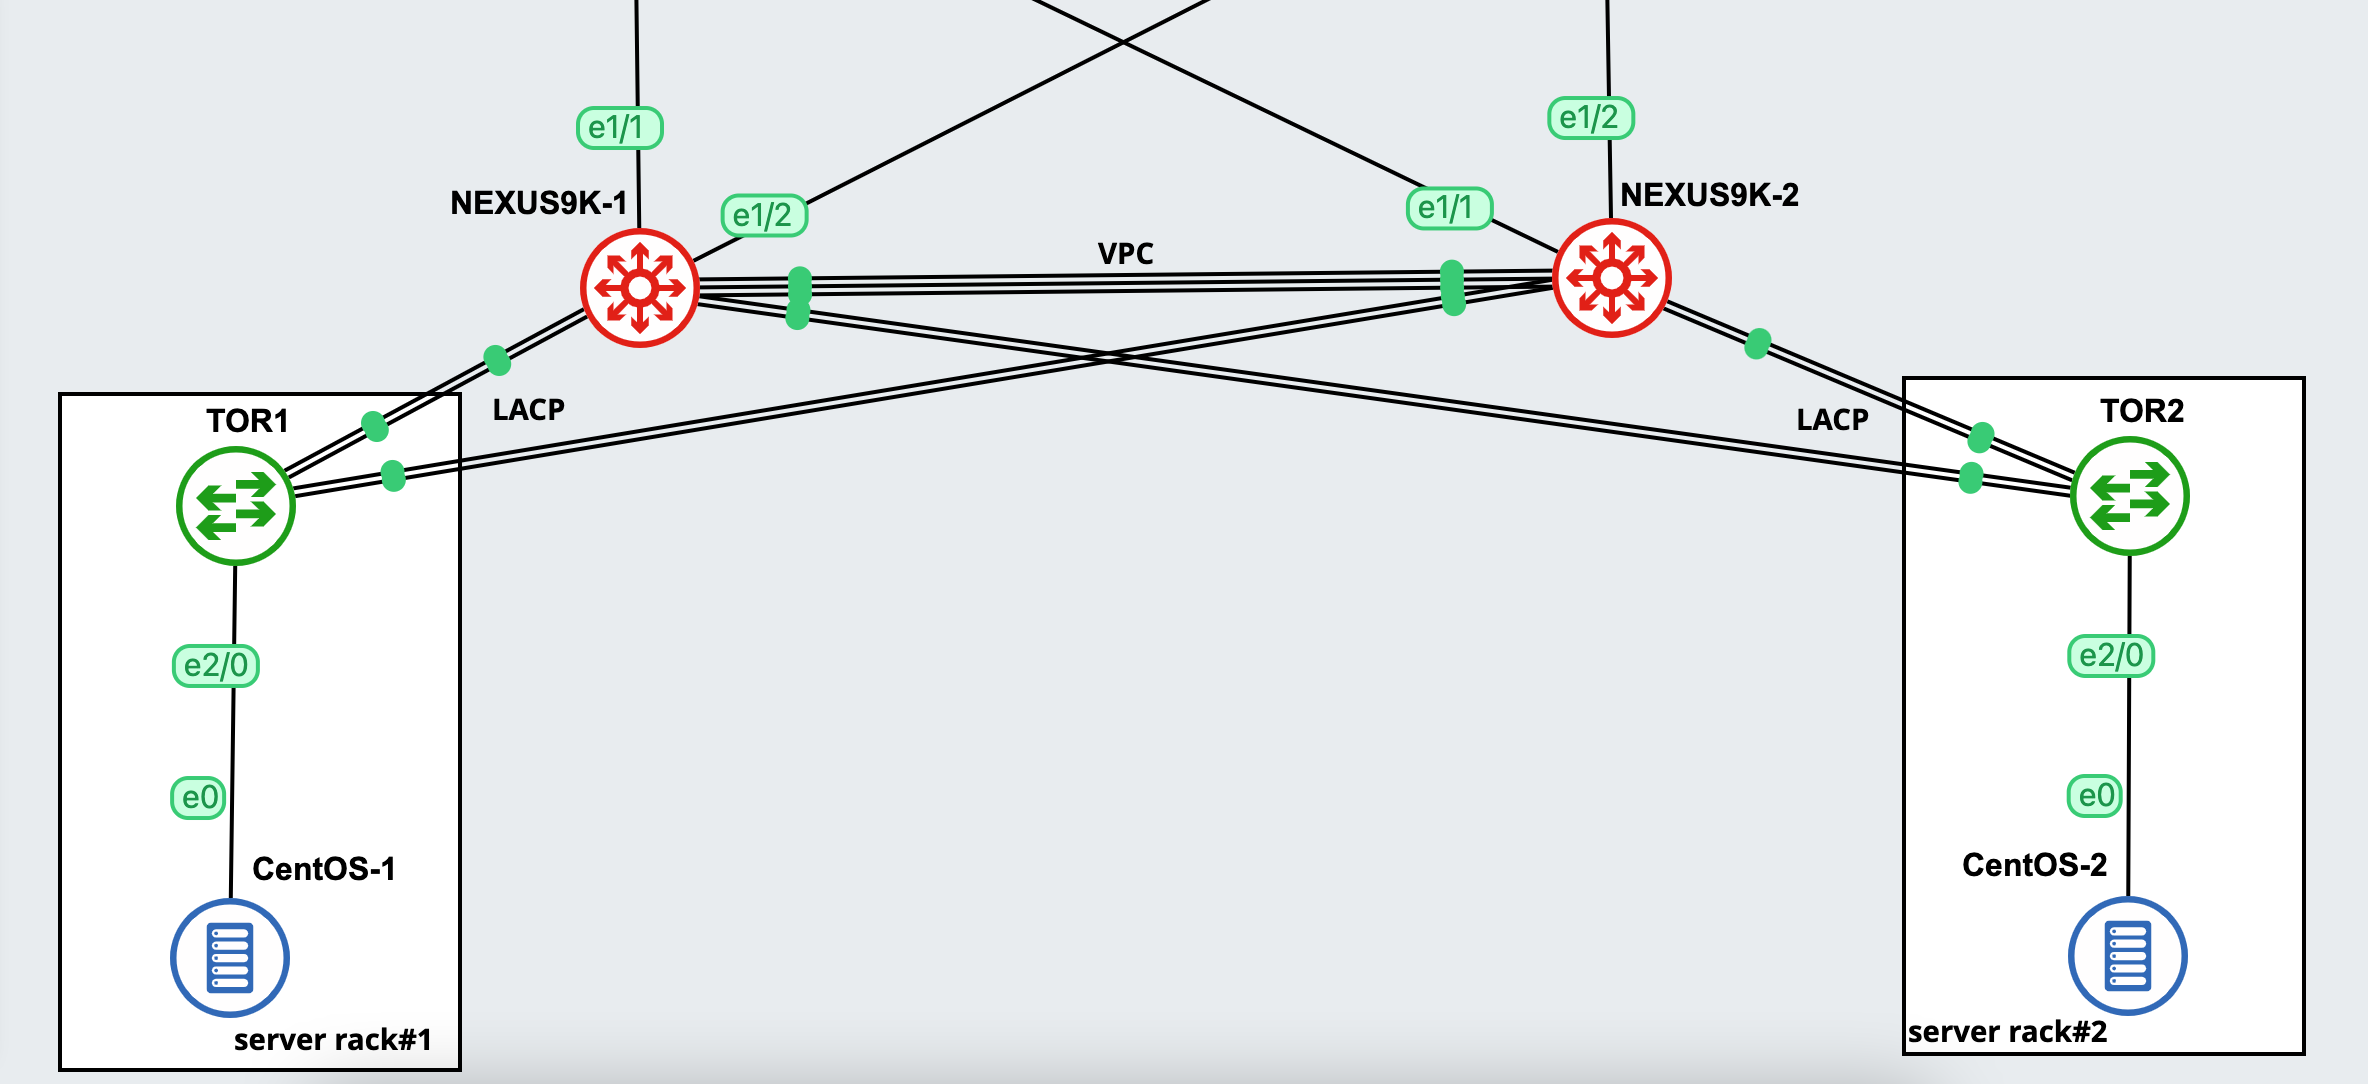 e1/1
e1/2
NEXUS9K-1
NEXUS9K-2
e1/2
e1/1
VPC
LACP
LACP
TOR1
TOR2
e2/0
e2/0
e0
e0
CentOS-1
CentOS-2
server rack#1
server rack#2